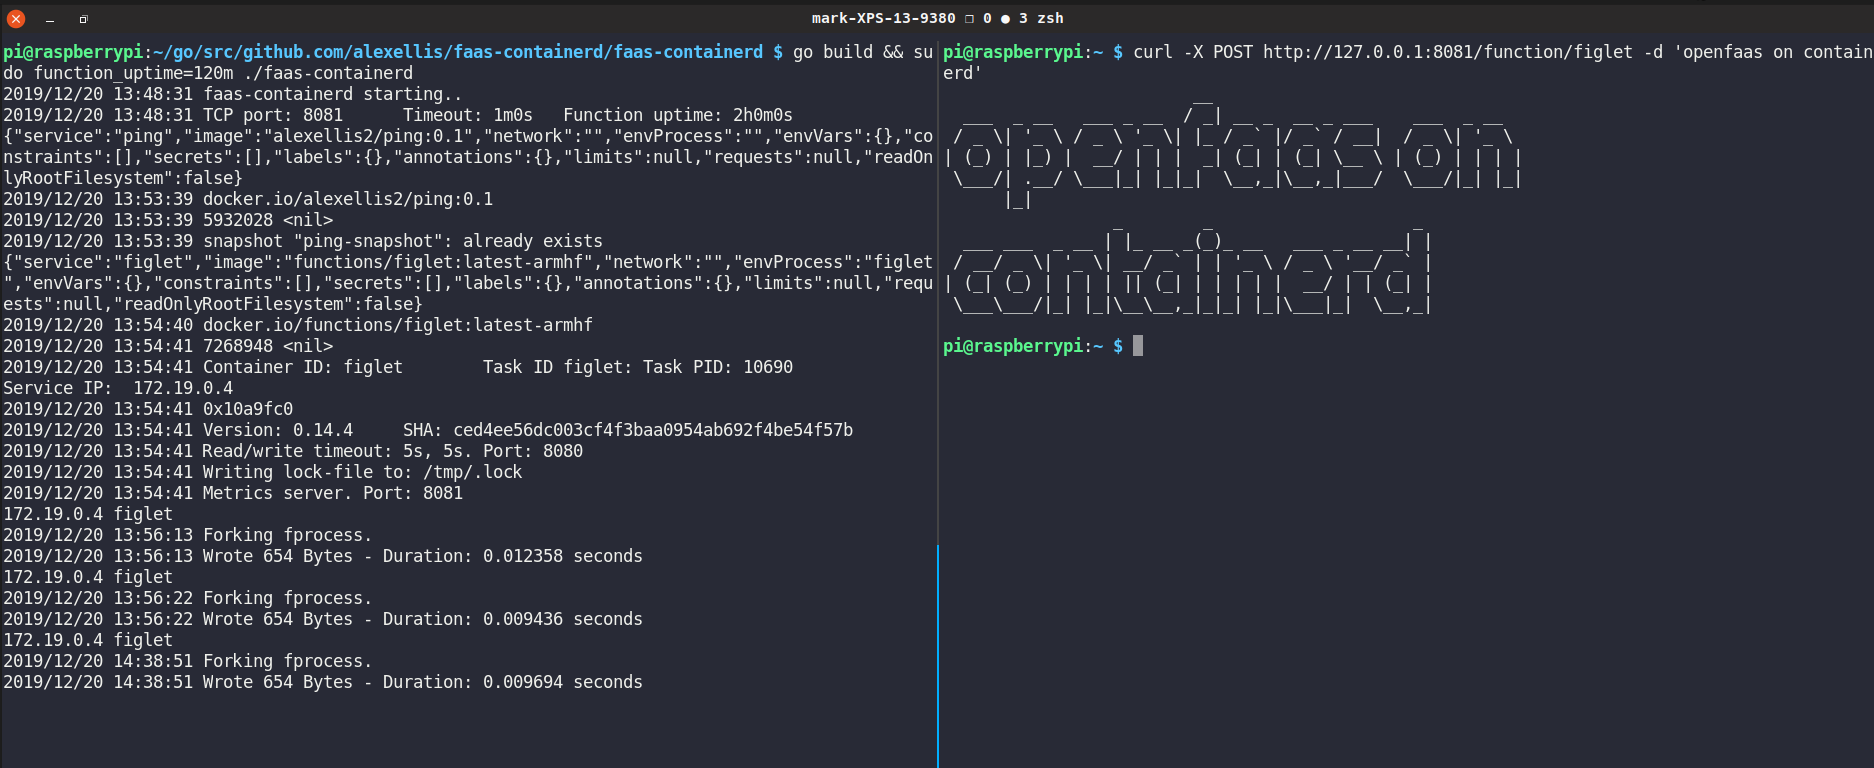 mark-XPS-13-9380 ❐ 0 ● 3 zsh
pi@raspberrypi:~/go/src/github.com/alexellis/faas-containerd/faas-containerd $ go build && su
do function_uptime=120m ./faas-containerd
2019/12/20 13:48:31 faas-containerd starting..
2019/12/20 13:48:31 TCP port: 8081      Timeout: 1m0s   Function uptime: 2h0m0s
{"service":"ping","image":"alexellis2/ping:0.1","network":"","envProcess":"","envVars":{},"co
nstraints":[],"secrets":[],"labels":{},"annotations":{},"limits":null,"requests":null,"readOn
lyRootFilesystem":false}
2019/12/20 13:53:39 docker.io/alexellis2/ping:0.1
2019/12/20 13:53:39 5932028 <nil>
2019/12/20 13:53:39 snapshot "ping-snapshot": already exists
{"service":"figlet","image":"functions/figlet:latest-armhf","network":"","envProcess":"figlet
","envVars":{},"constraints":[],"secrets":[],"labels":{},"annotations":{},"limits":null,"requ
ests":null,"readOnlyRootFilesystem":false}
2019/12/20 13:54:40 docker.io/functions/figlet:latest-armhf
2019/12/20 13:54:41 7268948 <nil>
2019/12/20 13:54:41 Container ID: figlet        Task ID figlet: Task PID: 10690
Service IP:  172.19.0.4
2019/12/20 13:54:41 0x10a9fc0
2019/12/20 13:54:41 Version: 0.14.4     SHA: ced4ee56dc003cf4f3baa0954ab692f4be54f57b
2019/12/20 13:54:41 Read/write timeout: 5s, 5s. Port: 8080
2019/12/20 13:54:41 Writing lock-file to: /tmp/.lock
2019/12/20 13:54:41 Metrics server. Port: 8081
172.19.0.4 figlet
2019/12/20 13:56:13 Forking fprocess.
2019/12/20 13:56:13 Wrote 654 Bytes - Duration: 0.012358 seconds
172.19.0.4 figlet
2019/12/20 13:56:22 Forking fprocess.
2019/12/20 13:56:22 Wrote 654 Bytes - Duration: 0.009436 seconds
172.19.0.4 figlet
2019/12/20 14:38:51 Forking fprocess.
2019/12/20 14:38:51 Wrote 654 Bytes - Duration: 0.009694 seconds
pi@raspberrypi:~ $ curl -X POST http://127.0.0.1:8081/function/figlet -d 'openfaas on contain
erd'
openfaas on
containerd
pi@raspberrypi:~ $